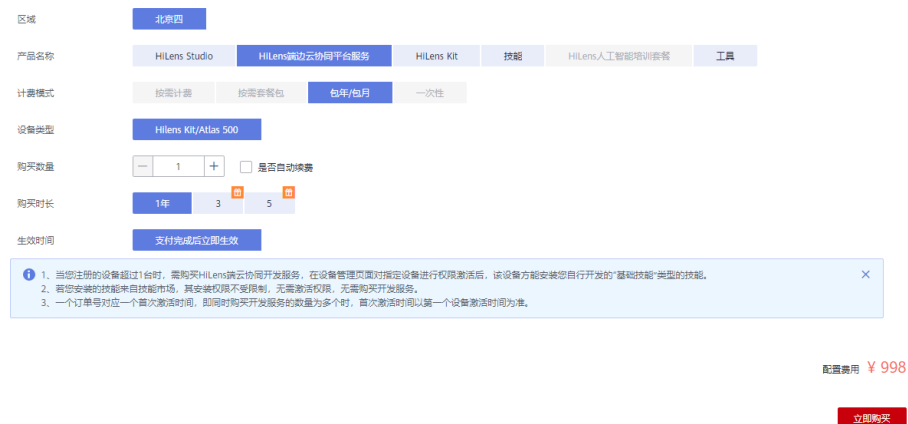 区域 北京四
产品名称 HiLens Studio HiLens端边云协同平台服务 HiLens Kit 技能 HiLens人工智能培训套餐 工具
计费模式 按需计费 按需套餐包 包年/包月 一次性
设备类型 Hilens Kit/Atlas 500
购买数量 1 是否自动续费
购买时长 1年 3 5
生效时间 支付完成后立即生效
1、当您注册的设备超过1台时，需购买HiLens端云协同开发服务，在设备管理页面对指定设备进行权限激活后，该设备方能安装您自行开发的"基础技能"类型的技能。
2、若您安装的技能来自技能市场，其安装权限不受限制，无需激活权限，无需购买开发服务。
3、一个订单号对应一个首次激活时间，即同时购买开发服务的数量为多个时，首次激活时间以第一个设备激活时间为准。
配置费用 ¥ 998
立即购买